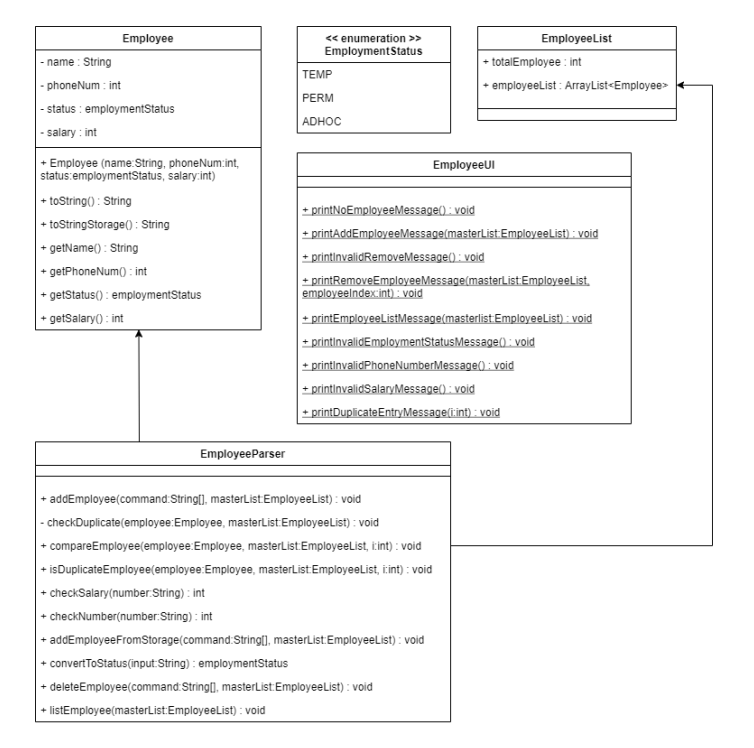 Employee
- name : String
- phoneNum : int
- status : employmentStatus
- salary : int
+ Employee (name:String, phoneNum:int,
status:employmentStatus, salary:int)
+ toString() : String
+ toStringStorage() : String
+ getName() : String
+ getPhoneNum() : int
+ getStatus() : employmentStatus
+ getSalary() : int
<< enumeration >>
EmploymentStatus
TEMP
PERM
ADHOC
EmployeeList
+ totalEmployee : int
+ employeeList : ArrayList<Employee>
EmployeeUI
+ printNoEmployeeMessage() : void
+ printAddEmployeeMessage(masterList:EmployeeList) : void
+ printInvalidRemoveMessage() : void
+ printRemoveEmployeeMessage(masterList:EmployeeList,
employeeIndex:int) : void
+ printEmployeeListMessage(masterlist:EmployeeList) : void
+ printInvalidEmploymentStatusMessage() : void
+ printInvalidPhoneNumberMessage() : void
+ printInvalidSalaryMessage() : void
+ printDuplicateEntryMessage(i:int) : void
EmployeeParser
+ addEmployee(command:String[], masterList:EmployeeList) : void
- checkDuplicate(employee:Employee, masterList:EmployeeList) : void
+ compareEmployee(employee:Employee, masterList:EmployeeList, i:int) : void
+ isDuplicateEmployee(employee:Employee, masterList:EmployeeList, i:int) : void
+ checkSalary(number:String) : int
+ checkNumber(number:String) : int
+ addEmployeeFromStorage(command:String[], masterList:EmployeeList) : void
+ convertToStatus(input:String) : employmentStatus
+ deleteEmployee(command:String[], masterList:EmployeeList) : void
+ listEmployee(masterList:EmployeeList) : void